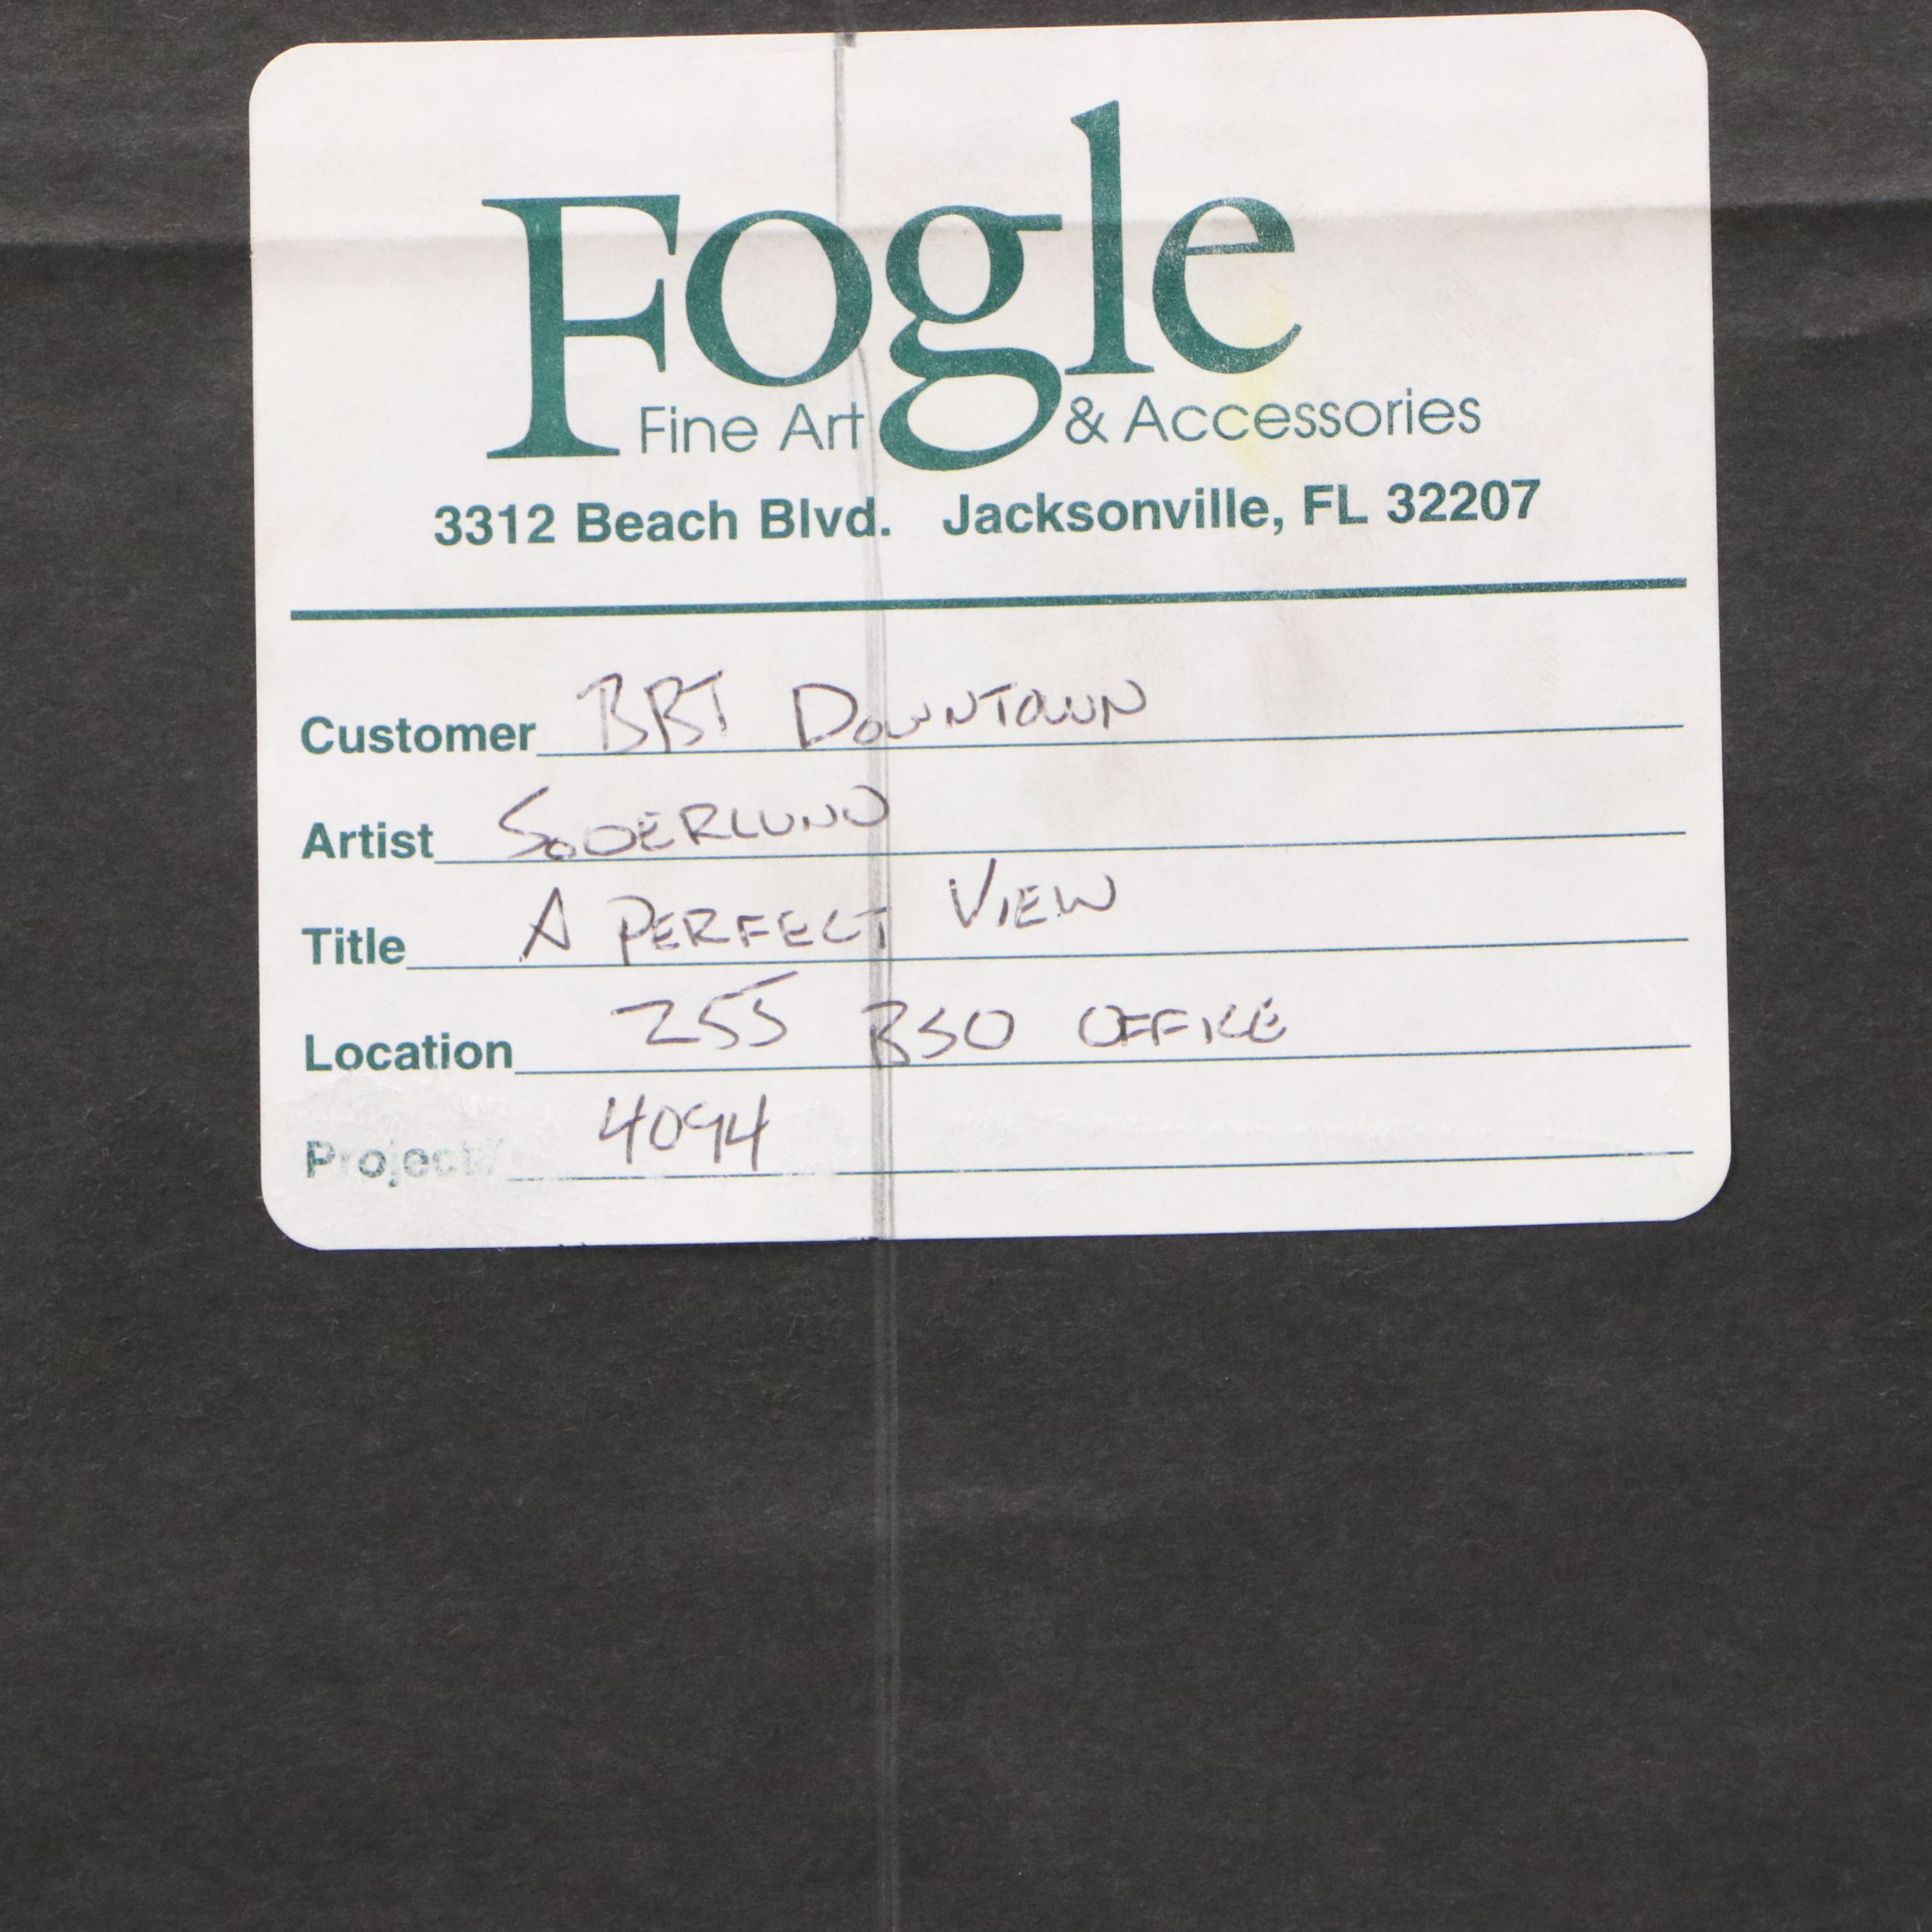 Fogle
Fine Art & Accessories
3312 Beach Blvd. Jacksonville, FL 32207
Customer BBT DOWNTOWN
Artist SODERLUND
Title A PERFECT VIEW
Location 255 BSO OFFICE
Project# 4094